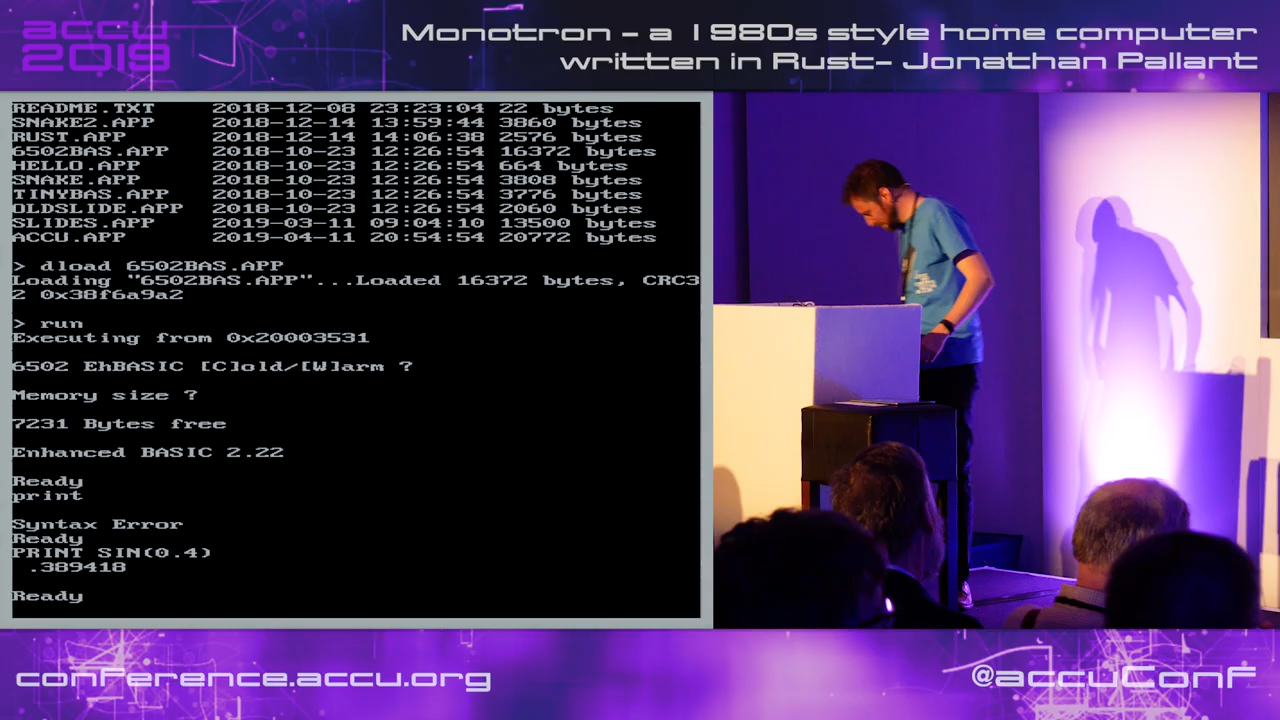 accu
2019
Monotron - a 1980s style home computer
written in Rust- Jonathan Pallant
README.TXT 2018-12-08 23:23:04 22 bytes
SNAKE2.APP 2018-12-14 13:59:44 3860 bytes
RUST.APP 2018-12-14 14:06:38 2576 bytes
6502BAS.APP 2018-10-23 12:26:54 16372 bytes
HELLO.APP 2018-10-23 12:26:54 664 bytes
SNAKE.APP 2018-10-23 12:26:54 3808 bytes
TINYBAS.APP 2018-10-23 12:26:54 3776 bytes
OLDSLIDE.APP 2018-10-23 12:26:54 2060 bytes
SLIDES.APP 2019-03-11 09:04:10 13500 bytes
ACCU.APP 2019-04-11 20:54:54 20772 bytes
> dload 6502BAS.APP
Loading "6502BAS.APP"...Loaded 16372 bytes, CRC3
2 0x38f6a9a2
> run
Executing from 0x20003531
6502 EhBASIC [C]old/[W]arm ?
Memory size ?
7231 Bytes free
Enhanced BASIC 2.22
Ready
print
Syntax Error
Ready
PRINT SIN(0.4)
.389418
Ready
conference.accu.org
@accuConf